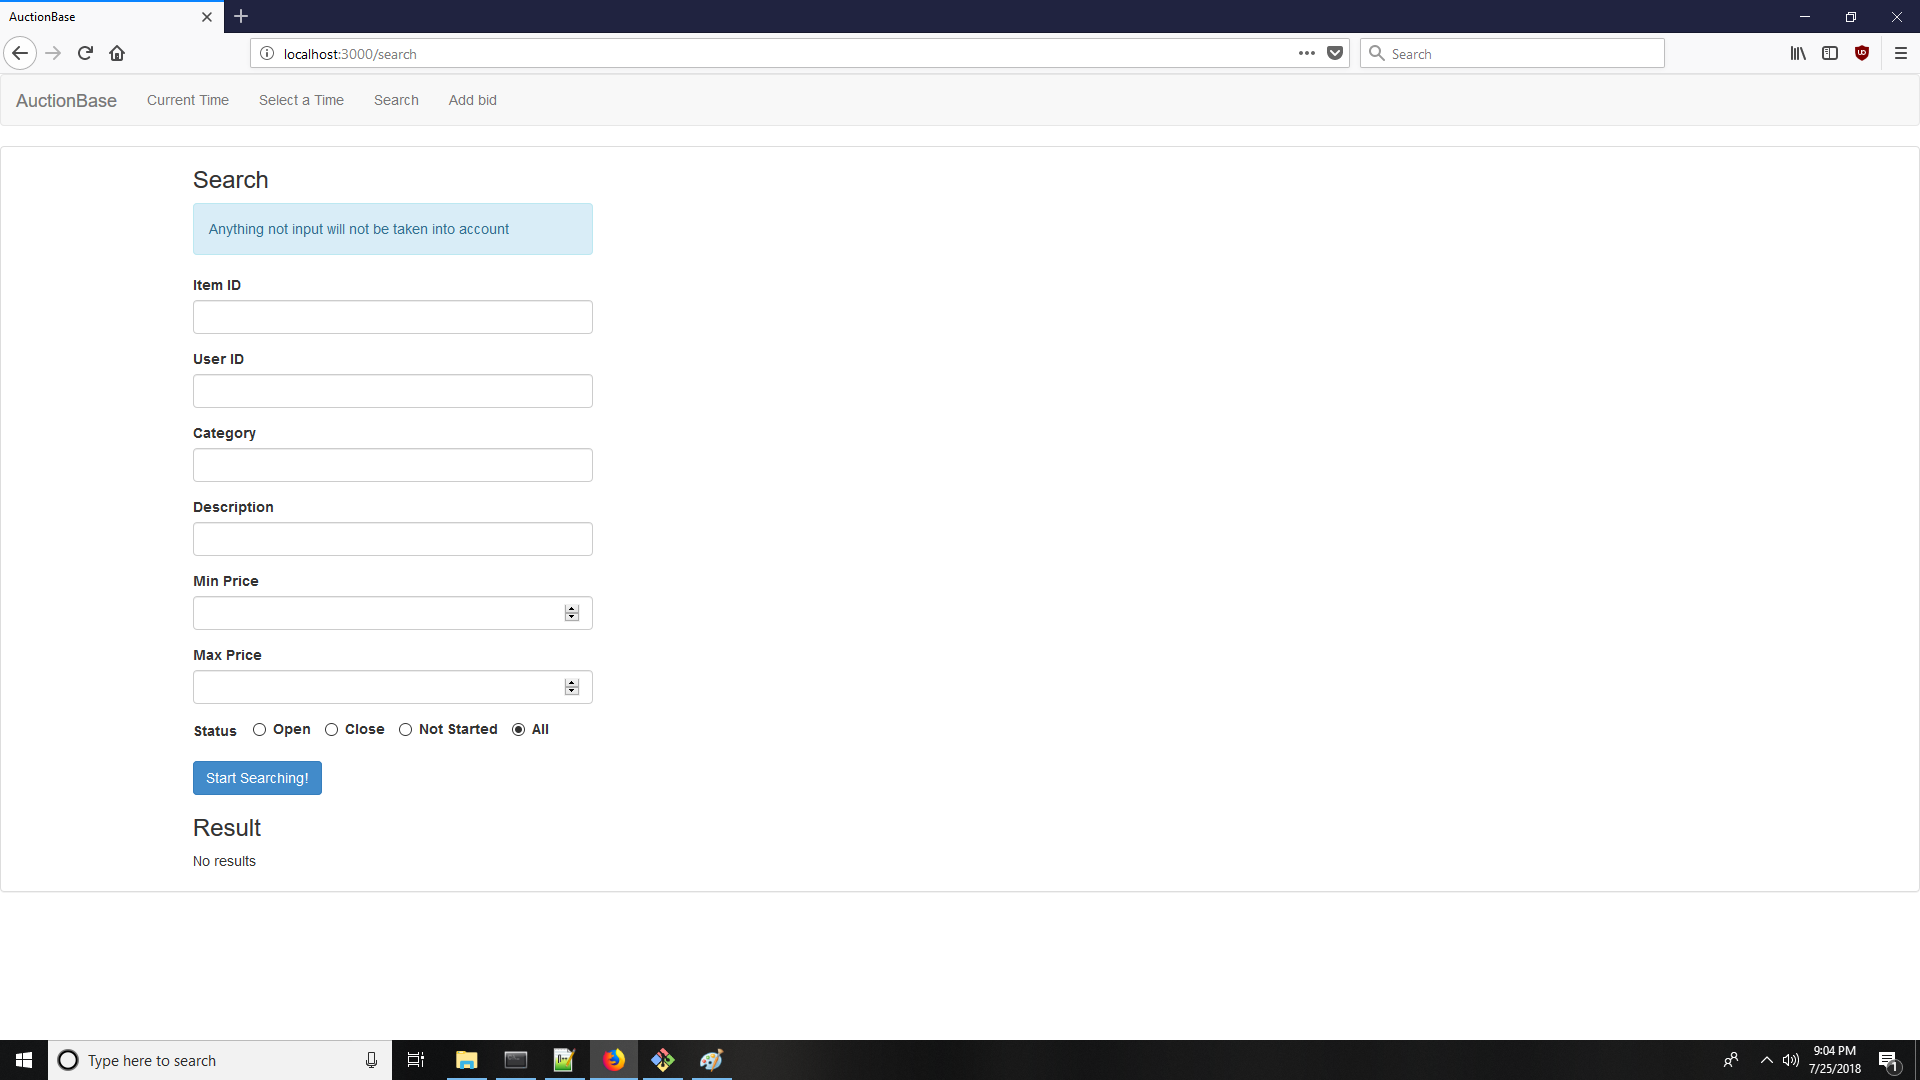 AuctionBase
localhost:3000/search
Search
AuctionBase Current Time Select a Time Search Add bid
Search
Anything not input will not be taken into account
Item ID
User ID
Category
Description
Min Price
Max Price
Status Open Close Not Started All
Start Searching!
Result
No results
Type here to search
9:04 PM
7/25/2018
1